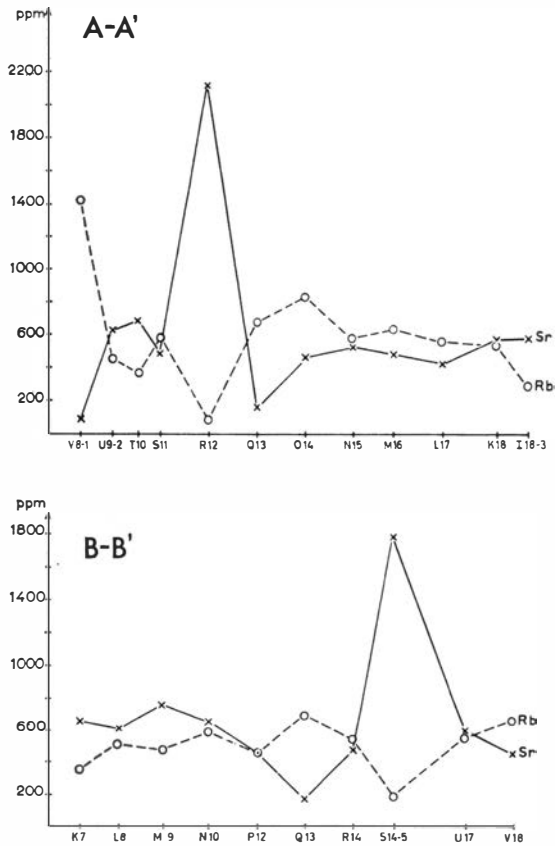 ppm
A-A'
2200
1800
1400
1000
600
200
Sr
Rb
V8-1 U9-2 T10 S11 R12 Q13 O14 N15 M16 L17 K18 I18-3
ppm
B-B'
1800
1400
1000
600
200
Rb
Sr
K7 L8 M9 N10 P12 Q13 R14 S14-5 U17 V18